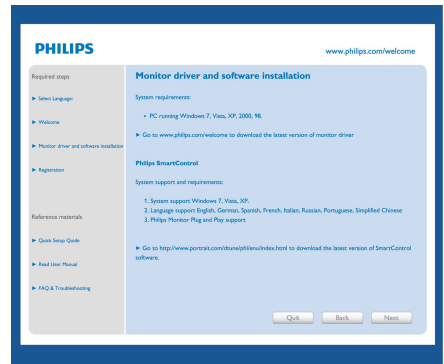 PHILIPS
www.philips.com/welcome
Required steps
► Select Language:
► Welcome
► Monitor driver and software installation
► Registration
Reference materials
► Quick Setup Guide
► Read User Manual
► FAQ & Troubleshooting
Monitor driver and software installation
System requirements:
• PC running Windows 7, Vista, XP, 2000, 98.
► Go to www.philips.com/welcome to download the latest version of monitor driver
Philips SmartControl
System support and requirements:
1. System support Windows 7, Vista, XP.
2. Language support English, German, Spanish, French, Italian, Russian, Portuguese, Simplified Chinese
3. Philips Monitor Plug and Play support
► Go to http://www.portrait.com/dtune/phl/enu/index.html to download the latest version of SmartControl
software.
Quit
Back
Next